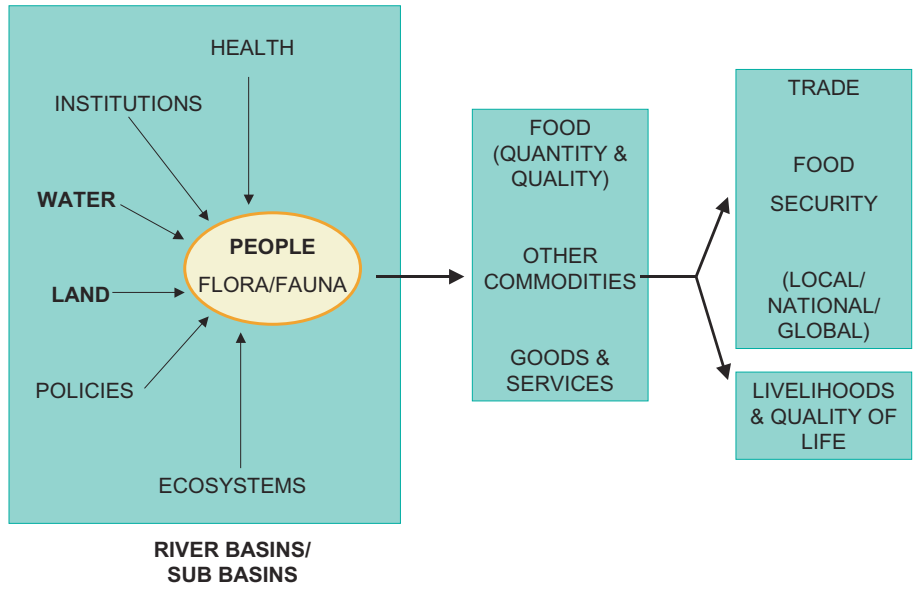 HEALTH
INSTITUTIONS
WATER
LAND
POLICIES
ECOSYSTEMS
PEOPLE
FLORA/FAUNA
RIVER BASINS/
SUB BASINS
FOOD
(QUANTITY &
QUALITY)
OTHER
COMMODITIES
GOODS &
SERVICES
TRADE
FOOD
SECURITY
(LOCAL/
NATIONAL/
GLOBAL)
LIVELIHOODS
& QUALITY OF
LIFE